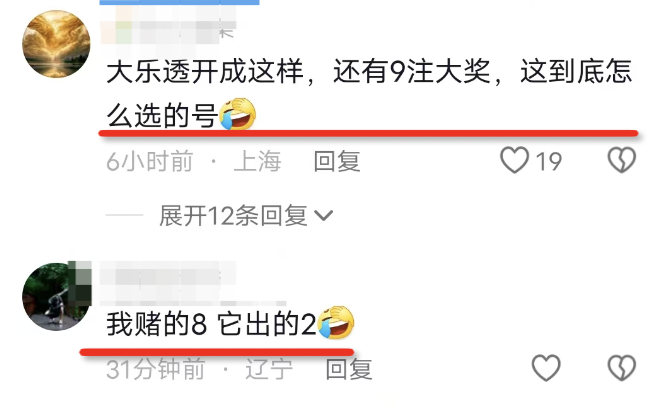 大乐透开成这样，还有9注大奖，这到底怎
么选的号🤣
6小时前 · 上海 回复 19
展开12条回复
我赌的8 它出的2🤣
31分钟前 · 辽宁 回复